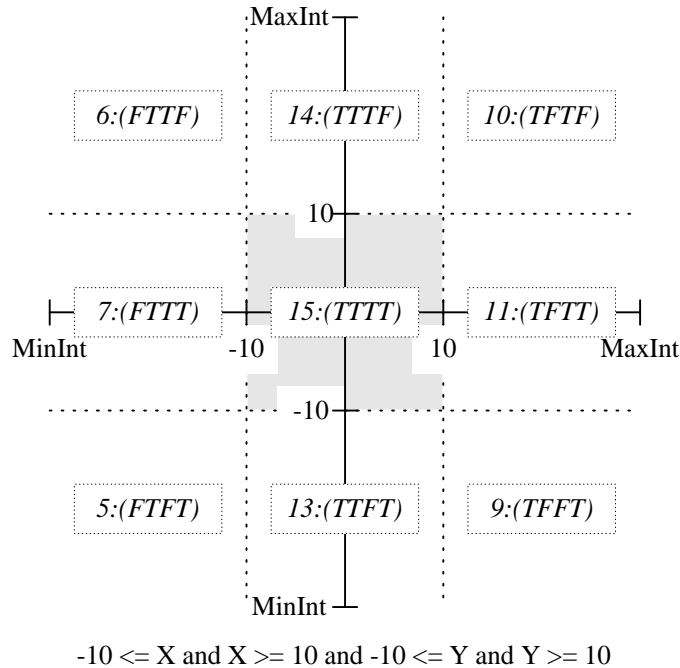 MaxInt
6:(FTTF) 14:(TTTF) 10:(TFTF)
10
7:(FTTT) 15:(TTTT) 11:(TFTT)
MinInt -10 10 MaxInt
-10
5:(FTFT) 13:(TTFT) 9:(TFFT)
MinInt
-10 <= X and X >= 10 and -10 <= Y and Y >= 10